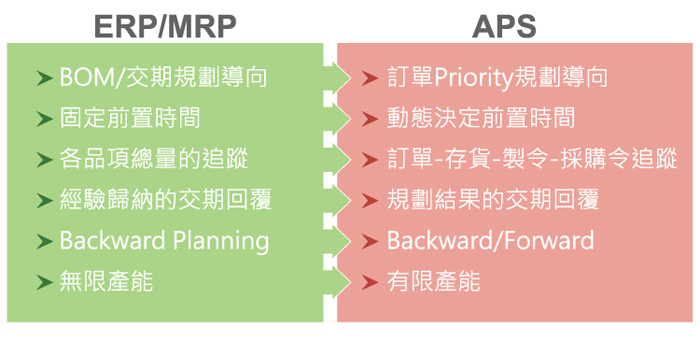 ERP/MRP
BOM/交期規劃導向
固定前置時間
各品項總量的追蹤
經驗歸納的交期回覆
Backward Planning
無限產能
APS
訂單Priority規劃導向
動態決定前置時間
訂單-存貨-製令-採購令追蹤
規劃結果的交期回覆
Backward/Forward
有限產能